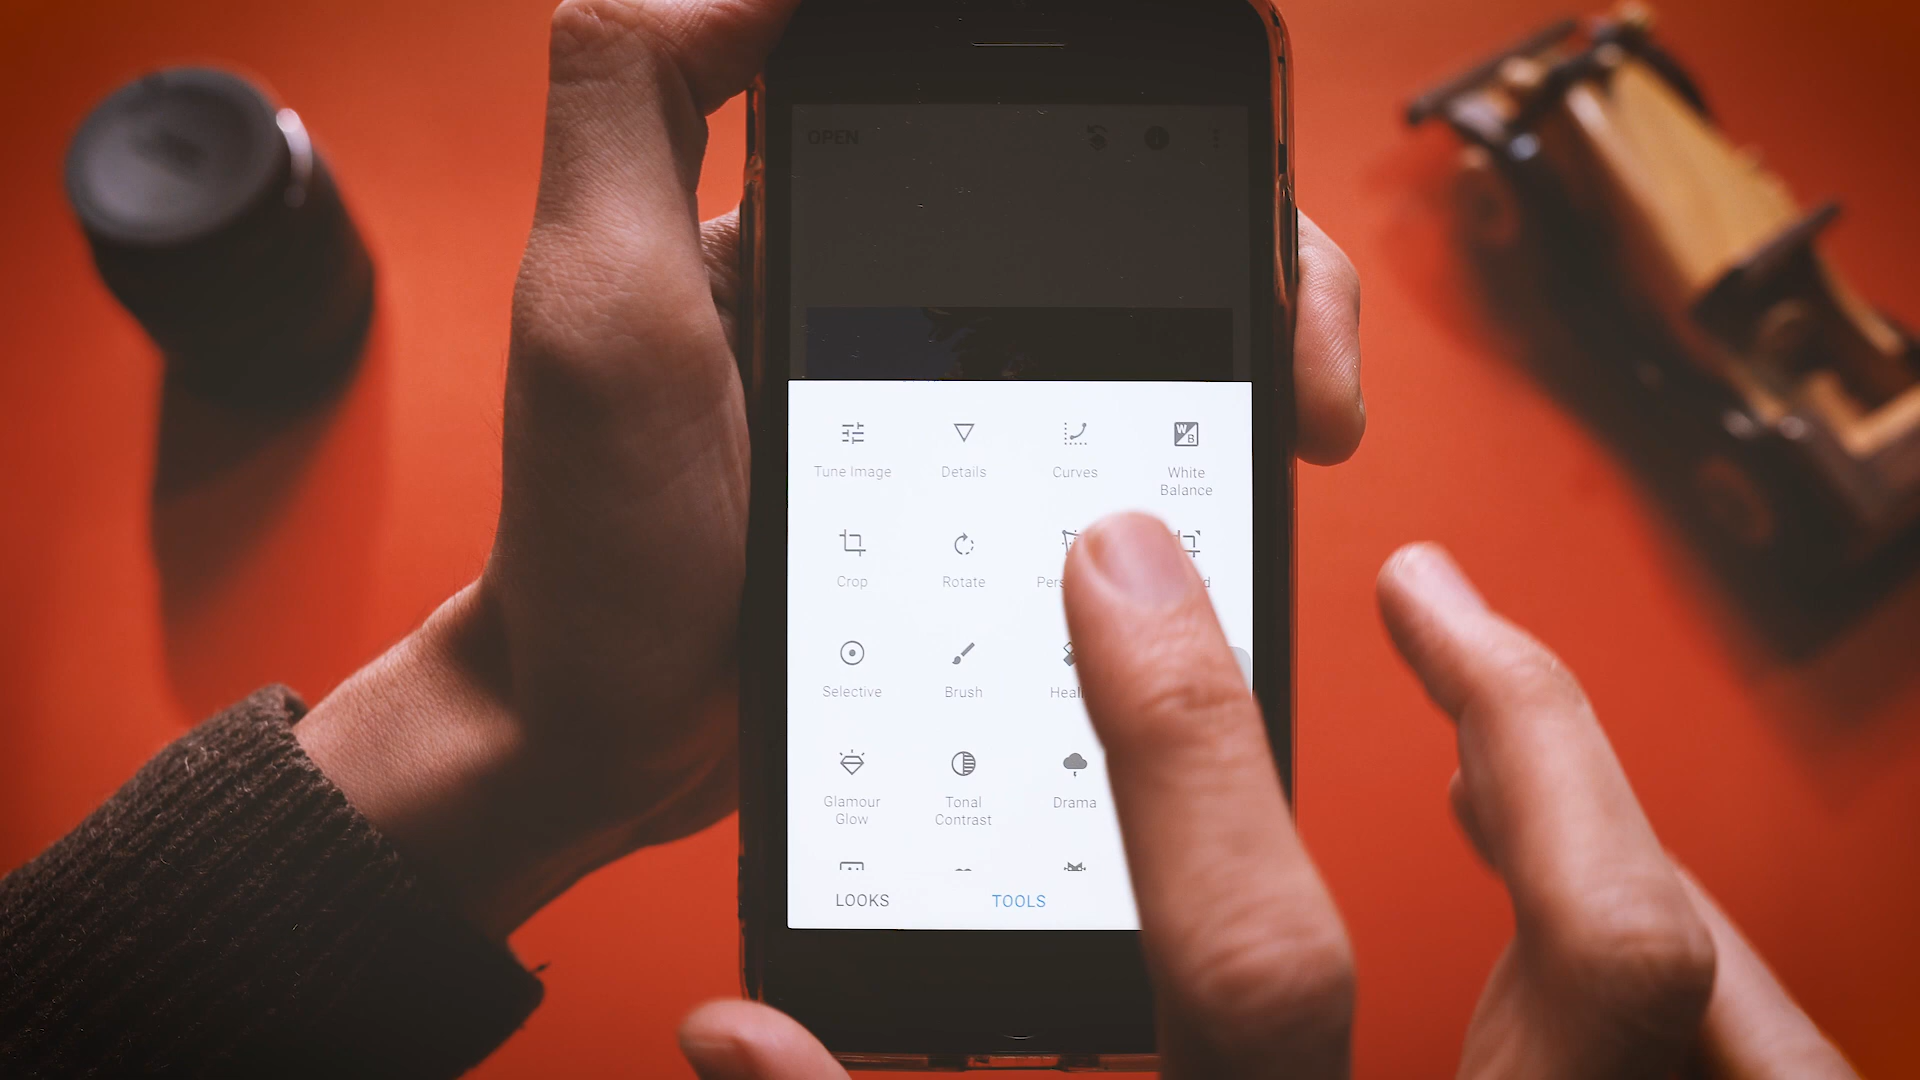 OPEN
Tune Image Details Curves White
Balance
Crop Rotate
Selective Brush
Glamour Tonal Drama
Glow Contrast
LOOKS TOOLS